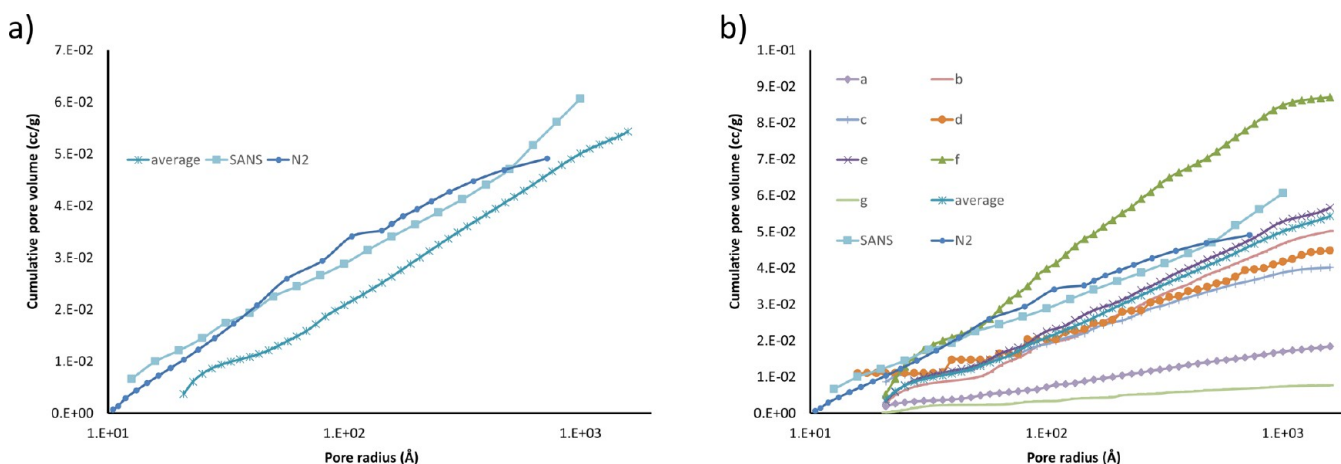 a)
7.E-02
6.E-02
5.E-02
4.E-02
3.E-02
2.E-02
1.E-02
0.E+00
Cumulative pore volume (cc/g)
average SANS N2
1.E+01 1.E+02 1.E+03
Pore radius (Å)
b)
1.E-01
9.E-02
8.E-02
7.E-02
6.E-02
5.E-02
4.E-02
3.E-02
2.E-02
1.E-02
0.E+00
Cumulative pore volume (cc/g)
a b
c d
e f
g average
SANS N2
1.E+01 1.E+02 1.E+03
Pore radius (Å)